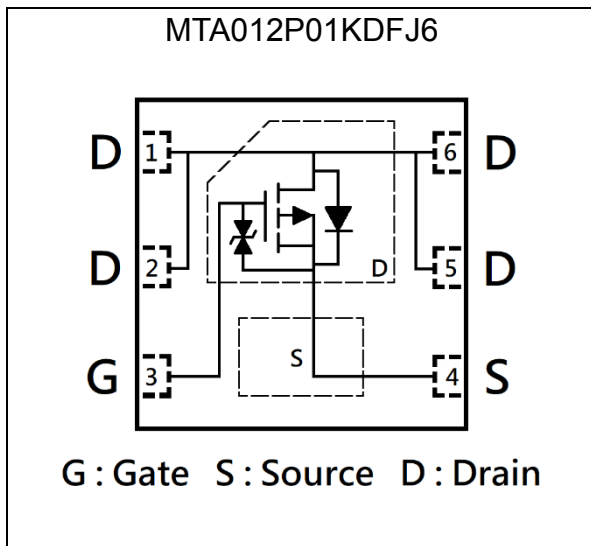 MTA012P01KDFJ6
D 1 6 D
D 2 D 5 D
S
G 3 4 S
G : Gate S : Source D : Drain